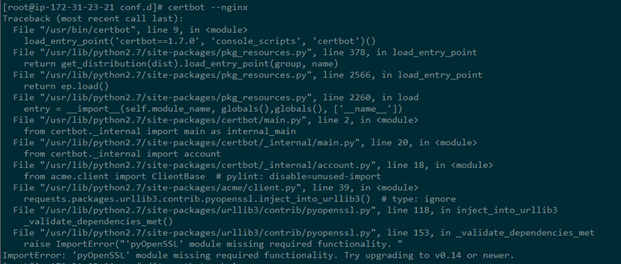 [root@ip-172-31-23-21 conf.d]# certbot --nginx
Traceback (most recent call last):
  File "/usr/bin/certbot", line 9, in <module>
    load_entry_point('certbot==1.7.0', 'console_scripts', 'certbot')()
  File "/usr/lib/python2.7/site-packages/pkg_resources.py", line 378, in load_entry_point
    return get_distribution(dist).load_entry_point(group, name)
  File "/usr/lib/python2.7/site-packages/pkg_resources.py", line 2566, in load_entry_point
    return ep.load()
  File "/usr/lib/python2.7/site-packages/pkg_resources.py", line 2260, in load
    entry = __import__(self.module_name, globals(),globals(), ['__name__'])
  File "/usr/lib/python2.7/site-packages/certbot/main.py", line 2, in <module>
    from certbot._internal import main as internal_main
  File "/usr/lib/python2.7/site-packages/certbot/_internal/main.py", line 20, in <module>
    from certbot._internal import account
  File "/usr/lib/python2.7/site-packages/certbot/_internal/account.py", line 18, in <module>
    from acme.client import ClientBase  # pylint: disable=unused-import
  File "/usr/lib/python2.7/site-packages/acme/client.py", line 39, in <module>
    requests.packages.urllib3.contrib.pyopenssl.inject_into_urllib3()  # type: ignore
  File "/usr/lib/python2.7/site-packages/urllib3/contrib/pyopenssl.py", line 118, in inject_into_urllib3
    _validate_dependencies_met()
  File "/usr/lib/python2.7/site-packages/urllib3/contrib/pyopenssl.py", line 153, in _validate_dependencies_met
    raise ImportError("'pyOpenSSL' module missing required functionality. "
ImportError: 'pyOpenSSL' module missing required functionality. Try upgrading to v0.14 or newer.